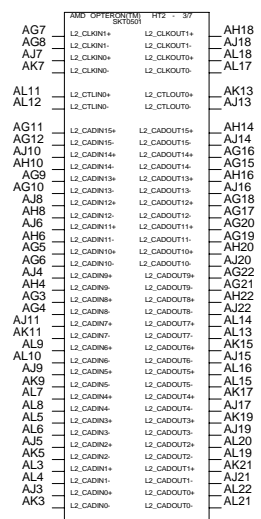 AMD OPTERON(TM) HT2 - 3/7
SKT0501
AG7 L2_CLKIN1+ L2_CLKOUT1+ AH18
AG8 L2_CLKIN1- L2_CLKOUT1- AJ18
AJ7 L2_CLKIN0+ L2_CLKOUT0+ AL18
AK7 L2_CLKIN0- L2_CLKOUT0- AL17
AL11 L2_CTLIN0+ L2_CTLOUT0+ AK13
AL12 L2_CTLIN0- L2_CTLOUT0- AJ13
AG11 L2_CADIN15+ L2_CADOUT15+ AH14
AG12 L2_CADIN15- L2_CADOUT15- AJ14
AJ10 L2_CADIN14+ L2_CADOUT14+ AG16
AH10 L2_CADIN14- L2_CADOUT14- AG15
AG9 L2_CADIN13+ L2_CADOUT13+ AH16
AG10 L2_CADIN13- L2_CADOUT13- AJ16
AJ8 L2_CADIN12+ L2_CADOUT12+ AG18
AH8 L2_CADIN12- L2_CADOUT12- AG17
AJ6 L2_CADIN11+ L2_CADOUT11+ AG20
AH6 L2_CADIN11- L2_CADOUT11- AG19
AG5 L2_CADIN10+ L2_CADOUT10+ AH20
AG6 L2_CADIN10- L2_CADOUT10- AJ20
AJ4 L2_CADIN9+ L2_CADOUT9+ AG22
AH4 L2_CADIN9- L2_CADOUT9- AG21
AG3 L2_CADIN8+ L2_CADOUT8+ AH22
AG4 L2_CADIN8- L2_CADOUT8- AJ22
AJ11 L2_CADIN7+ L2_CADOUT7+ AL14
AK11 L2_CADIN7- L2_CADOUT7- AL13
AL9 L2_CADIN6+ L2_CADOUT6+ AK15
AL10 L2_CADIN6- L2_CADOUT6- AJ15
AJ9 L2_CADIN5+ L2_CADOUT5+ AL16
AK9 L2_CADIN5- L2_CADOUT5- AL15
AL7 L2_CADIN4+ L2_CADOUT4+ AK17
AL8 L2_CADIN4- L2_CADOUT4- AJ17
AL5 L2_CADIN3+ L2_CADOUT3+ AK19
AL6 L2_CADIN3- L2_CADOUT3- AJ19
AJ5 L2_CADIN2+ L2_CADOUT2+ AL20
AK5 L2_CADIN2- L2_CADOUT2- AL19
AL3 L2_CADIN1+ L2_CADOUT1+ AK21
AL4 L2_CADIN1- L2_CADOUT1- AJ21
AJ3 L2_CADIN0+ L2_CADOUT0+ AL22
AK3 L2_CADIN0- L2_CADOUT0- AL21